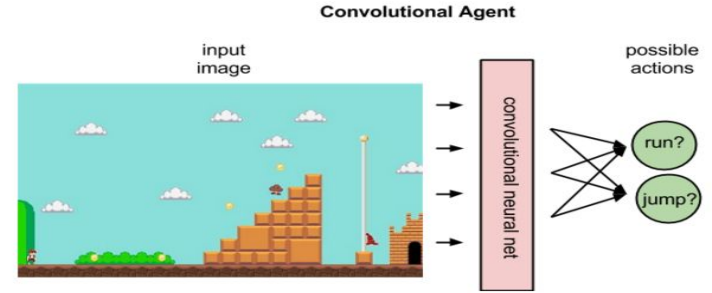 Convolutional Agent
input
image
possible
actions
convolutional neural net
run?
jump?